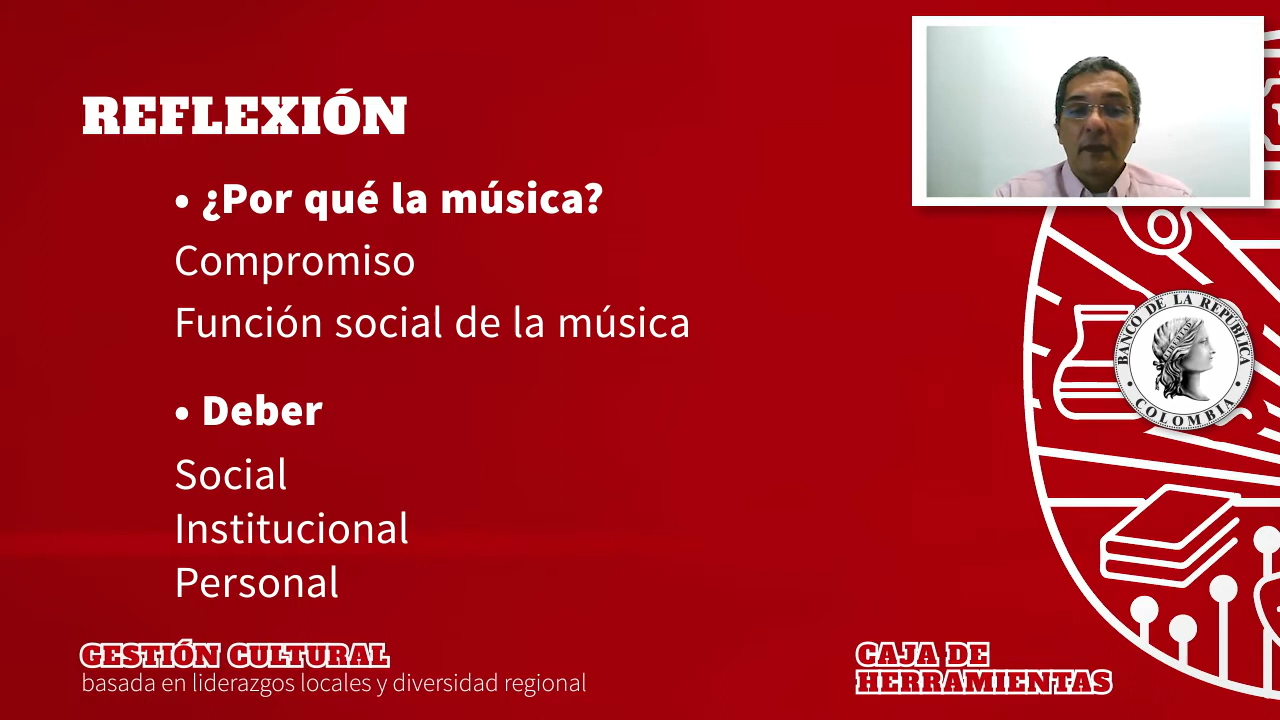 REFLEXIÓN
• ¿Por qué la música?
Compromiso
Función social de la música
• Deber
Social
Institucional
Personal
BANCO DE LA REPÚBLICA
COLOMBIA
GESTIÓN CULTURAL
basada en liderazgos locales y diversidad regional
CAJA DE
HERRAMIENTAS